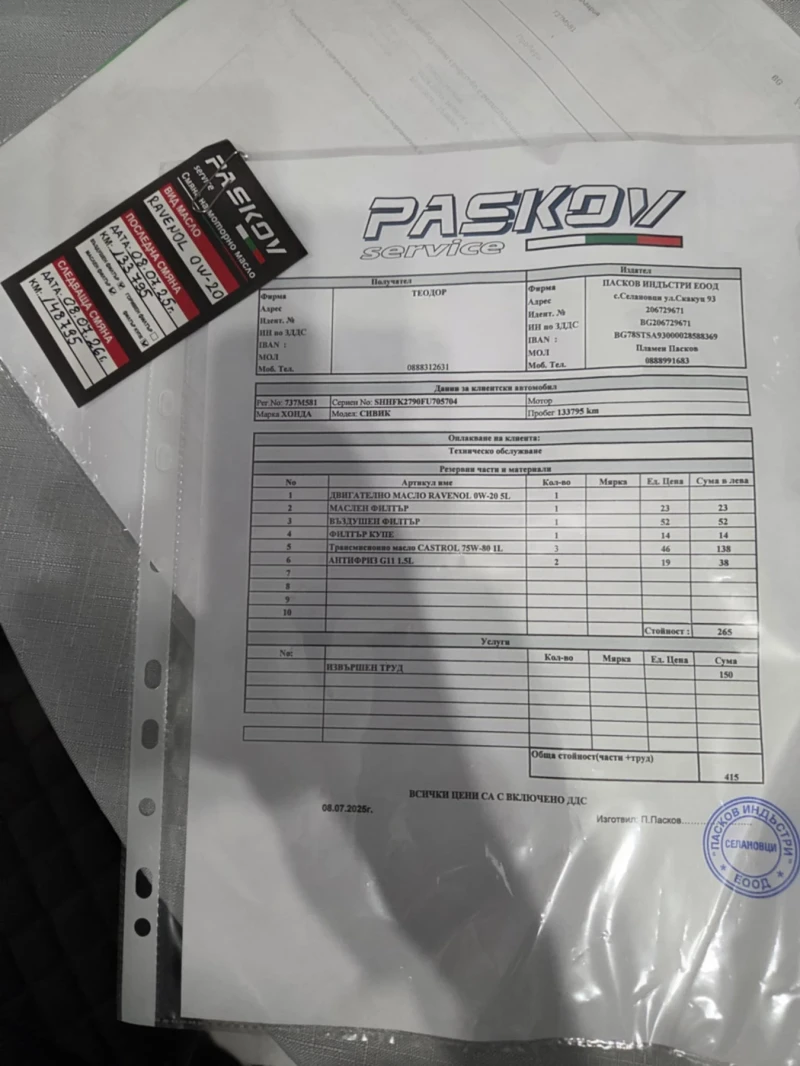 PASKOV
service
Смяна на моторно масло
ВИД МАСЛО
RAVENOL 0W-20
ПОСЛЕДНА СМЯНА
ДАТА: 08.07.25г.
КМ: 133795
СЛЕДВАЩА СМЯНА
ДАТА: 08.07.26г.
КМ: 148795
PASKOV
service
Получател Издател
Фирма ТЕОДОР Фирма ПАСКОВ ИНДЪСТРИ ЕООД
Адрес Адрес с.Селановци ул.Скакуп 93
Идент. № Идент. № 206729671
ИН по ЗДДС ИН по ЗДДС BG206729671
IBAN : IBAN : BG78STSA93000028588369
МОЛ МОЛ Пламен Пасков
Моб. Тел. 0888312631 Моб. Тел. 0888991683
Данни за клиентски автомобил
Рег No: 737M581 Сериен No: SHHFK2790FU705704 Мотор
Марка ХОНДА Модел: СИВИК Пробег 133795 km
Оплакване на клиента:
Техническо обслужване
Резервни части и материали
No Артикул име Кол-во Мярка Ед. Цена Сума в лева
1 ДВИГАТЕЛНО МАСЛО RAVENOL 0W-20 5L 1
2 МАСЛЕН ФИЛТЪР 1 23 23
3 ВЪЗДУШЕН ФИЛТЪР 1 52 52
4 ФИЛТЪР КУПЕ 1 14 14
5 Трансмисионно масло CASTROL 75W-80 1L 3 46 138
6 АНТИФРИЗ G11 1.5L 2 19 38
7
8
9
10
Стойност : 265
Услуги
No: Кол-во Мярка Ед. Цена Сума
ИЗВЪРШЕН ТРУД 150
Обща стойност(части +труд)
415
ВСИЧКИ ЦЕНИ СА С ВКЛЮЧЕНО ДДС
08.07.2025г.
Изготвил: П.Пасков
"ПАСКОВ ИНДЪСТРИ"
СЕЛАНОВЦИ
ЕООД